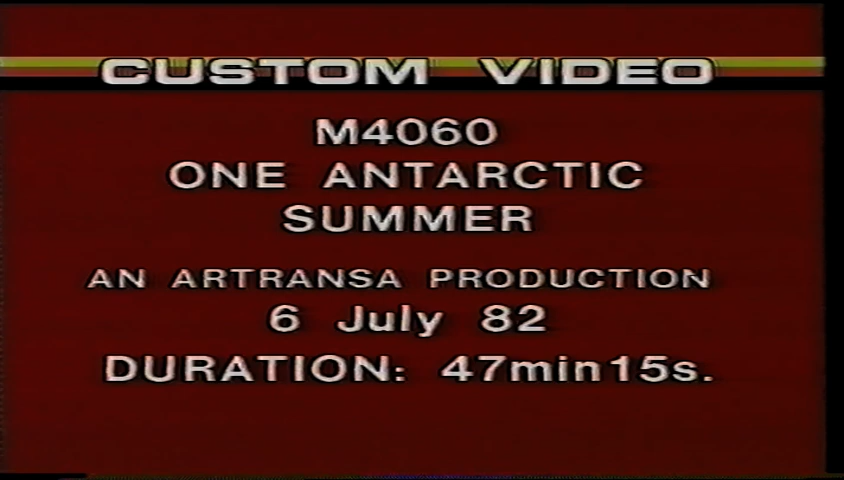 CUSTOM VIDEO
M4060
ONE ANTARCTIC
SUMMER
AN ARTRANSA PRODUCTION
6 July 82
DURATION: 47min15s.